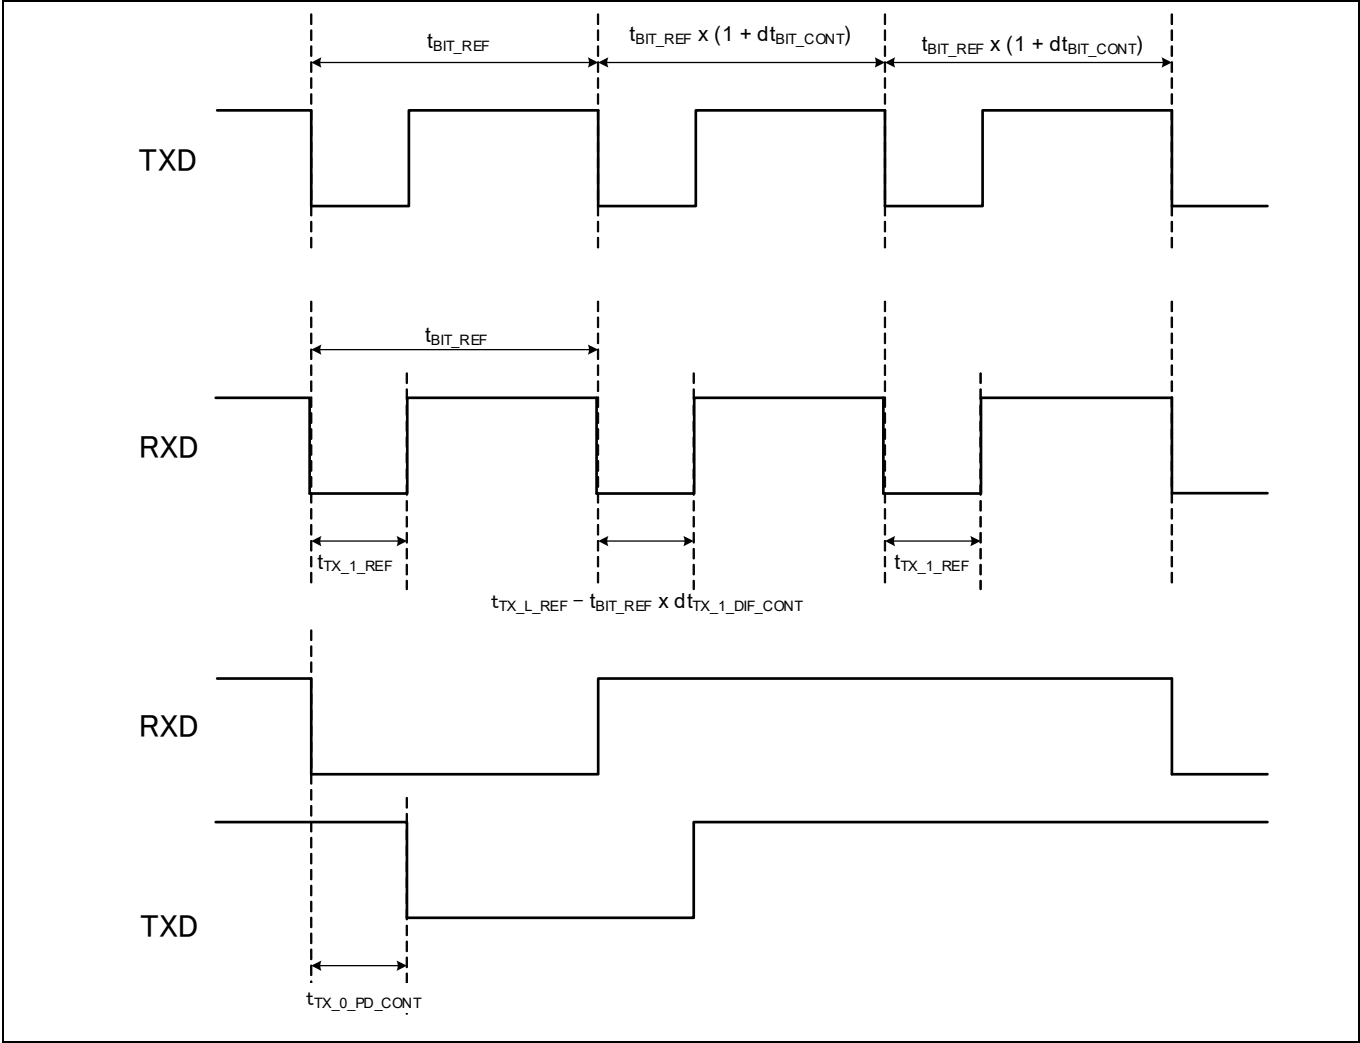 tBIT_REF
tBIT_REF x (1 + dtBIT_CONT)
tBIT_REF x (1 + dtBIT_CONT)
TXD
tBIT_REF
RXD
tTX_1_REF
tTX_1_REF
tTX_L_REF – tBIT_REF x dtTX_1_DIF_CONT
RXD
TXD
tTX_0_PD_CONT